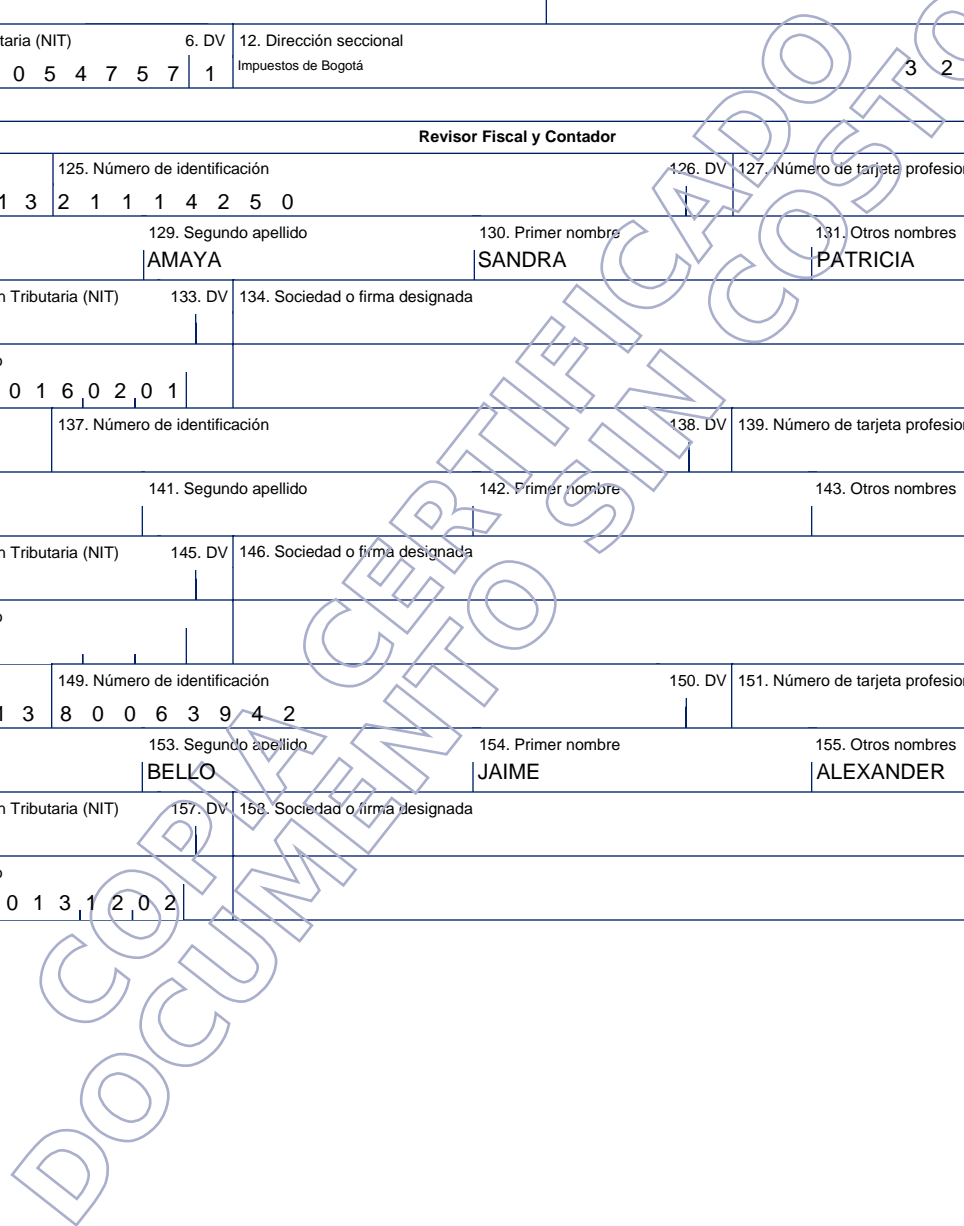 taria (NIT) 6. DV 12. Dirección seccional
0 5 4 7 5 7 1 Impuestos de Bogotá 3 2
Revisor Fiscal y Contador
125. Número de identificación 126. DV 127. Número de tarjeta profesion
1 3 2 1 1 1 4 2 5 0
129. Segundo apellido 130. Primer nombre 131. Otros nombres
AMAYA SANDRA PATRICIA
n Tributaria (NIT) 133. DV 134. Sociedad o firma designada
o
0 1 6 0 2 0 1
137. Número de identificación 138. DV 139. Número de tarjeta profesion
141. Segundo apellido 142. Primer nombre 143. Otros nombres
n Tributaria (NIT) 145. DV 146. Sociedad o firma designada
o
149. Número de identificación 150. DV 151. Número de tarjeta profesion
1 3 8 0 0 6 3 9 4 2
153. Segundo apellido 154. Primer nombre 155. Otros nombres
BELLO JAIME ALEXANDER
n Tributaria (NIT) 157. DV 158. Sociedad o firma designada
o
0 1 3 1 2 0 2
COPIA CERTIFICADO
DOCUMENTO SIN COSTO